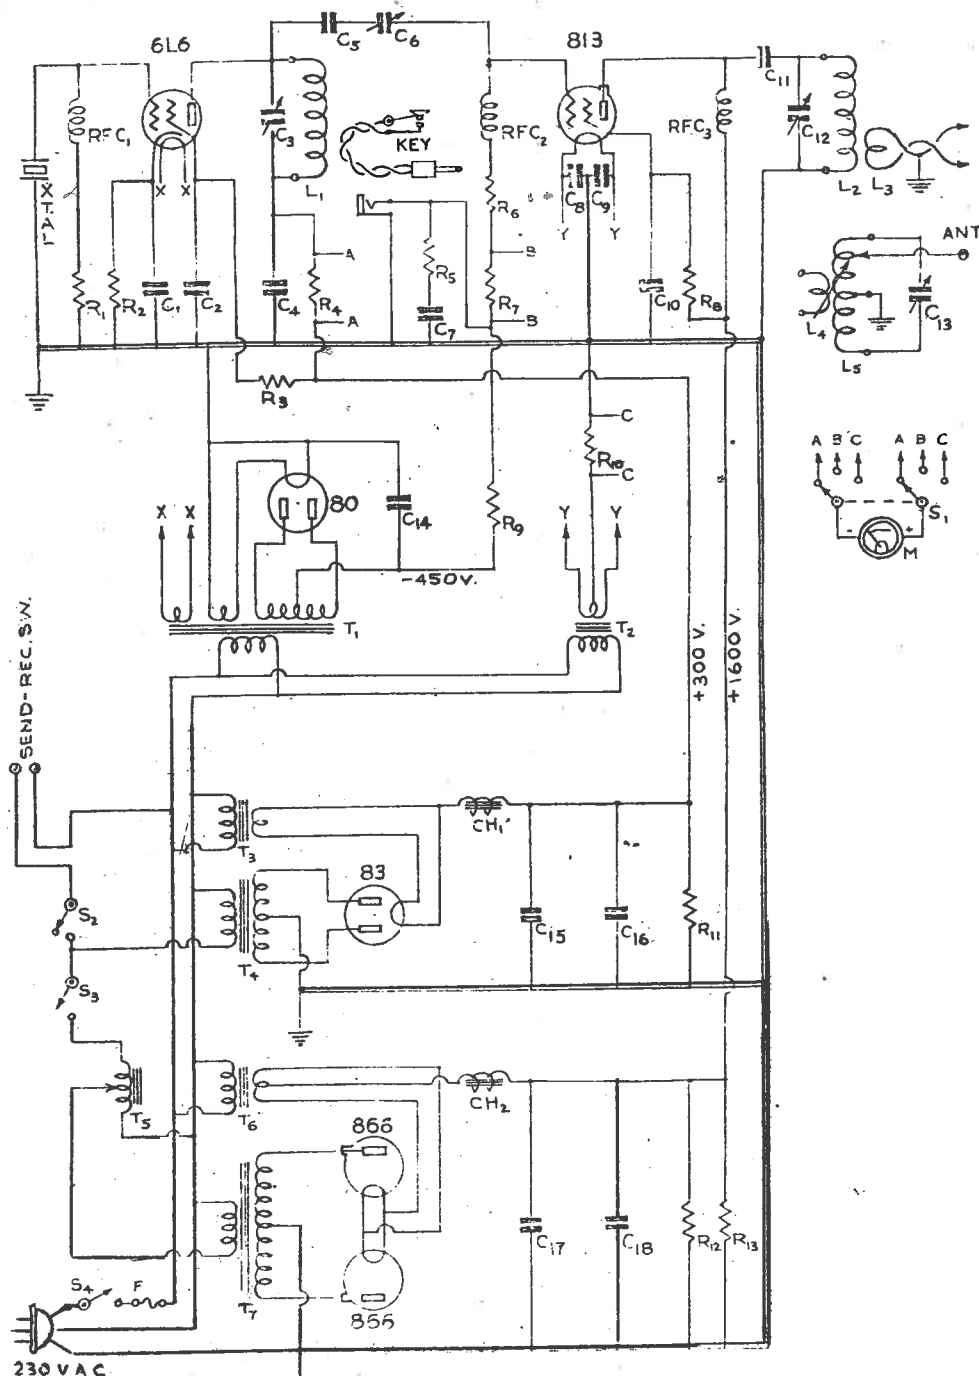 6L6
C5
C6
813
C11
RFC1
C3
KEY
RFC2
RFC3
C12
XTAL
X X
L1
C8
C9
L2 L3
R6
A
Y Y
B
ANT
R1
R2
C1
C2
C4
R4
R5
C7
R7
C10
R8
L4
C13
A
B
L5
R3
C
A B C
A B C
R10
C
S1
- +
M
80
X X
C14
R9
Y Y
-450V.
T1
T2
+300 V.
+1600V.
SEND-REC. SW.
T3
CH1
83
S2
C15
C16
R11
T4
S3
T5
T6
CH2
866
C17
C18
R12
R13
S4
F
T7
866
230 V A C